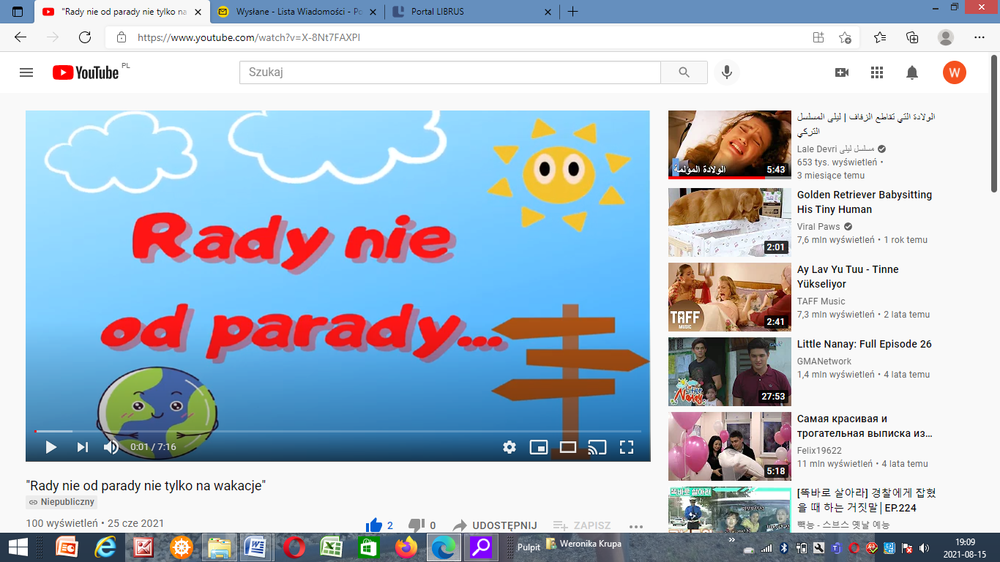 "Rady nie od parady nie tylko na
Wysłane - Lista Wiadomości - Po
Portal LIBRUS
https://www.youtube.com/watch?v=X-8Nt7FAXPI
YouTube PL
Szukaj
W
Rady nie
od parady...
0:01 / 7:16
"Rady nie od parady nie tylko na wakacje"
Niepubliczny
100 wyświetleń • 25 cze 2021
2
0
UDOSTĘPNIJ
ZAPISZ
الولادة المؤلمة
5:43
الولادة التي تقاطع الزفاف | ليلى المسلسل
التركي
Lale Devri مسلسل ليلى
653 tys. wyświetleń •
3 miesiące temu
2:01
Golden Retriever Babysitting
His Tiny Human
Viral Paws
7,6 mln wyświetleń • 1 rok temu
TAFF
MUSIC
2:41
Ay Lav Yu Tuu - Tinne
Yükseliyor
TAFF Music
7,3 mln wyświetleń • 2 lata temu
Little
Nanay
27:53
Little Nanay: Full Episode 26
GMANetwork
1,4 mln wyświetleń • 4 lata temu
5:18
Самая красивая и
трогательная выписка из...
Felix19622
11 mln wyświetleń • 4 lata temu
똑바로 살아라
[똑바로 살아라] 경찰에게 잡혔
을 때 하는 거짓말| EP.224
빽능 - 스브스 옛날 예능
Pulpit
Weronika Krupa
19:09
2021-08-15